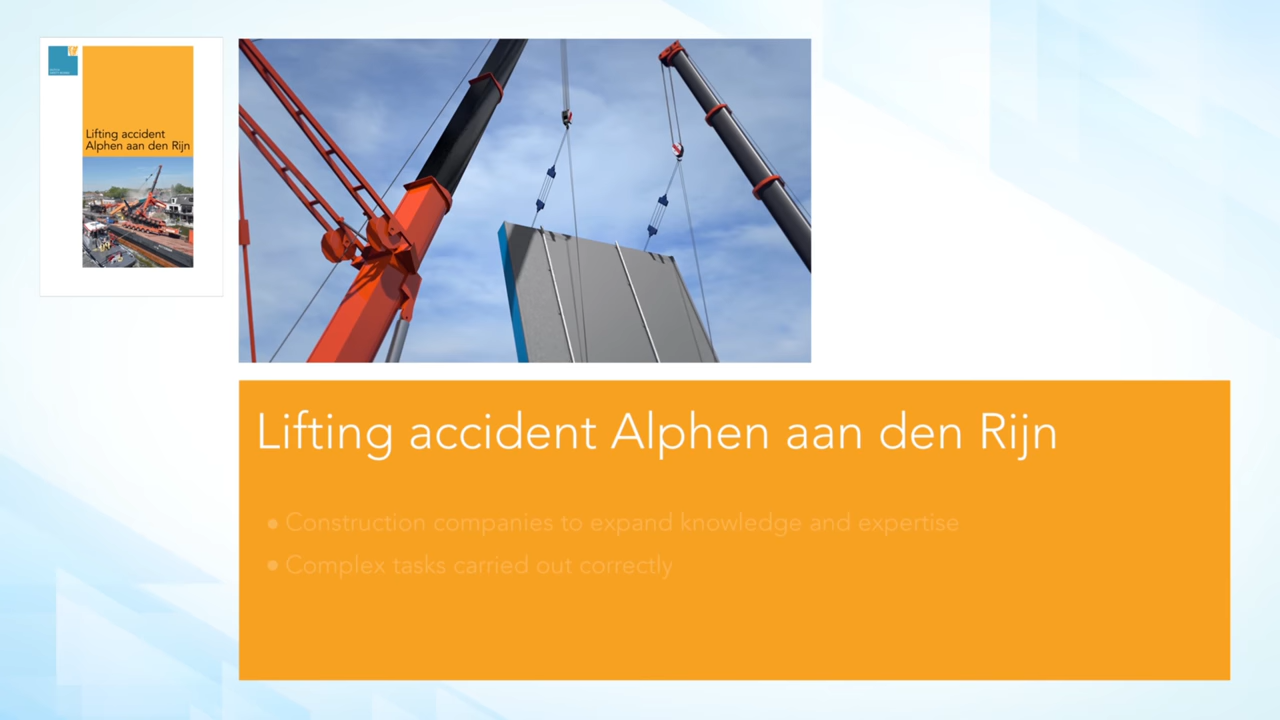 Lifting accident
Alphen aan den Rijn
Lifting accident Alphen aan den Rijn
• Construction companies to expand knowledge and expertise
• Complex tasks carried out correctly